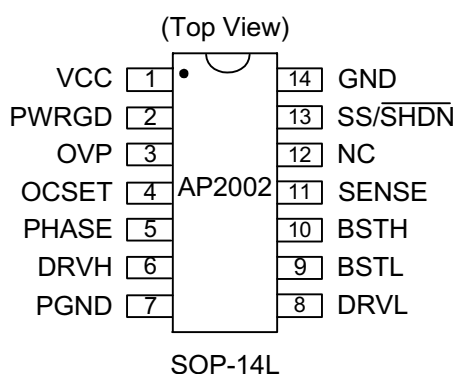 (Top View)
VCC 1 14 GND
PWRGD 2 13 SS/SHDN
OVP 3 12 NC
OCSET 4 AP2002 11 SENSE
PHASE 5 10 BSTH
DRVH 6 9 BSTL
PGND 7 8 DRVL
SOP-14L